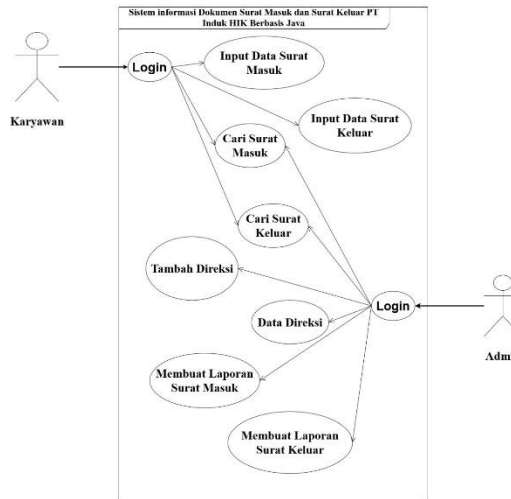 Sistem informasi Dokumen Surat Masuk dan Surat Keluar PT
Induk HIK Berbasis Java
Login
Input Data Surat
Masuk
Karyawan
Input Data Surat
Keluar
Cari Surat
Masuk
Cari Surat
Keluar
Tambah Direksi
Login
Data Direksi
Adm
Membuat Laporan
Surat Masuk
Membuat Laporan
Surat Keluar